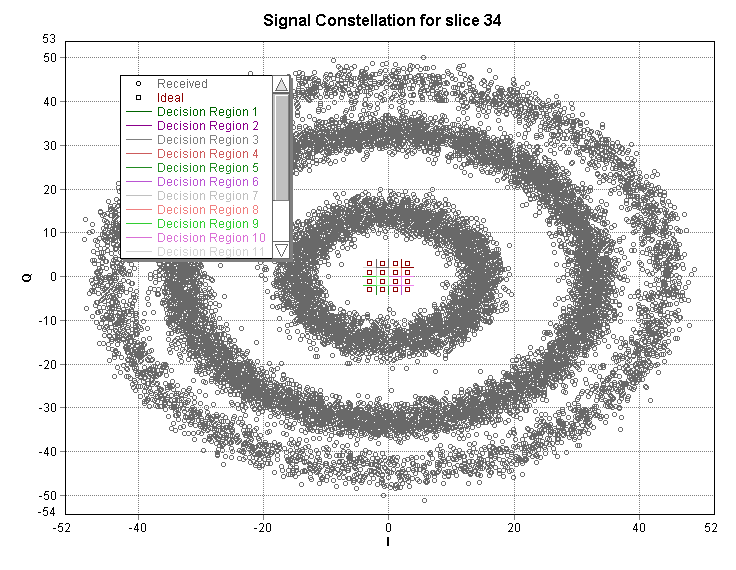 Signal Constellation for slice 34
Q
53
50
40
30
20
10
0
-10
-20
-30
-40
-50
-54
Received
Ideal
Decision Region 1
Decision Region 2
Decision Region 3
Decision Region 4
Decision Region 5
Decision Region 6
Decision Region 7
Decision Region 8
Decision Region 9
Decision Region 10
Decision Region 11
-52 -40 -20 0 20 40 52
I